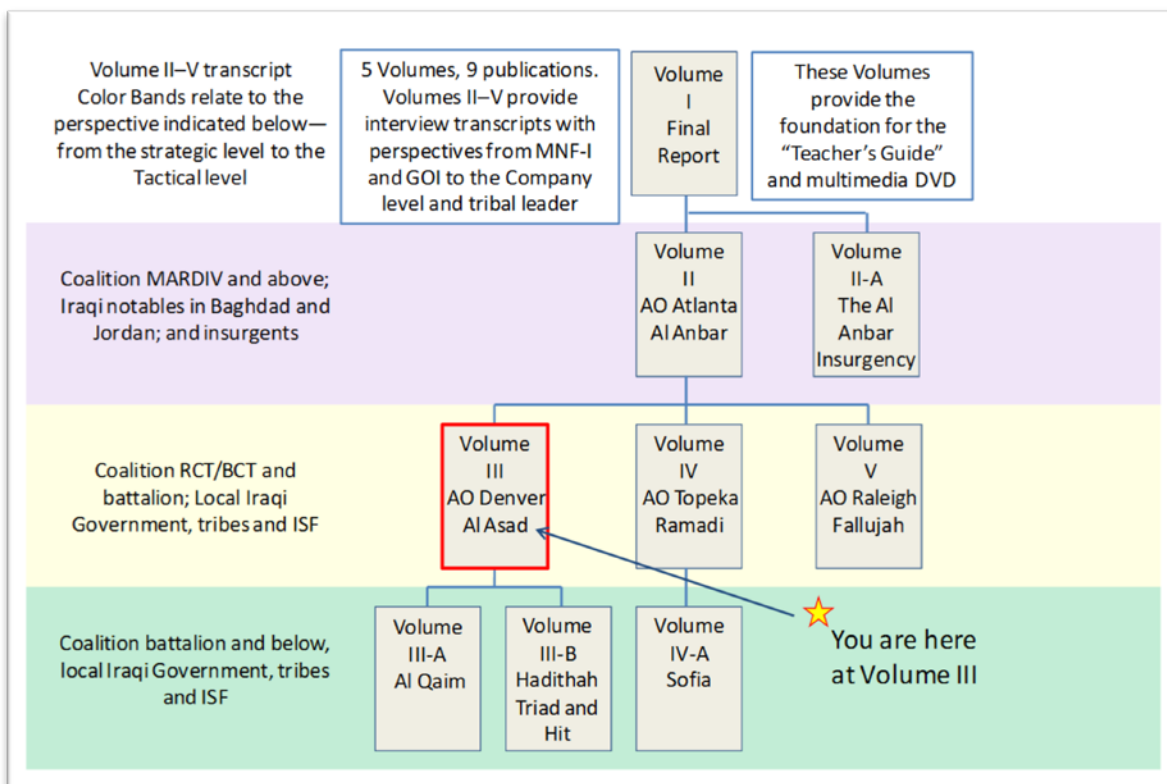 Volume II–V transcript
Color Bands relate to the
perspective indicated below—
from the strategic level to the
Tactical level
5 Volumes, 9 publications.
Volumes II–V provide
interview transcripts with
perspectives from MNF-I
and GOI to the Company
level and tribal leader
Volume
I
Final
Report
These Volumes
provide the
foundation for the
“Teacher’s Guide”
and multimedia DVD
Coalition MARDIV and above;
Iraqi notables in Baghdad and
Jordan; and insurgents
Volume
II
AO Atlanta
Al Anbar
Volume
II-A
The Al
Anbar
Insurgency
Coalition RCT/BCT and
battalion; Local Iraqi
Government, tribes and ISF
Volume
III
AO Denver
Al Asad
Volume
IV
AO Topeka
Ramadi
Volume
V
AO Raleigh
Fallujah
Coalition battalion and below,
local Iraqi Government, tribes
and ISF
Volume
III-A
Al Qaim
Volume
III-B
Hadithah
Triad and
Hit
Volume
IV-A
Sofia
You are here
at Volume III